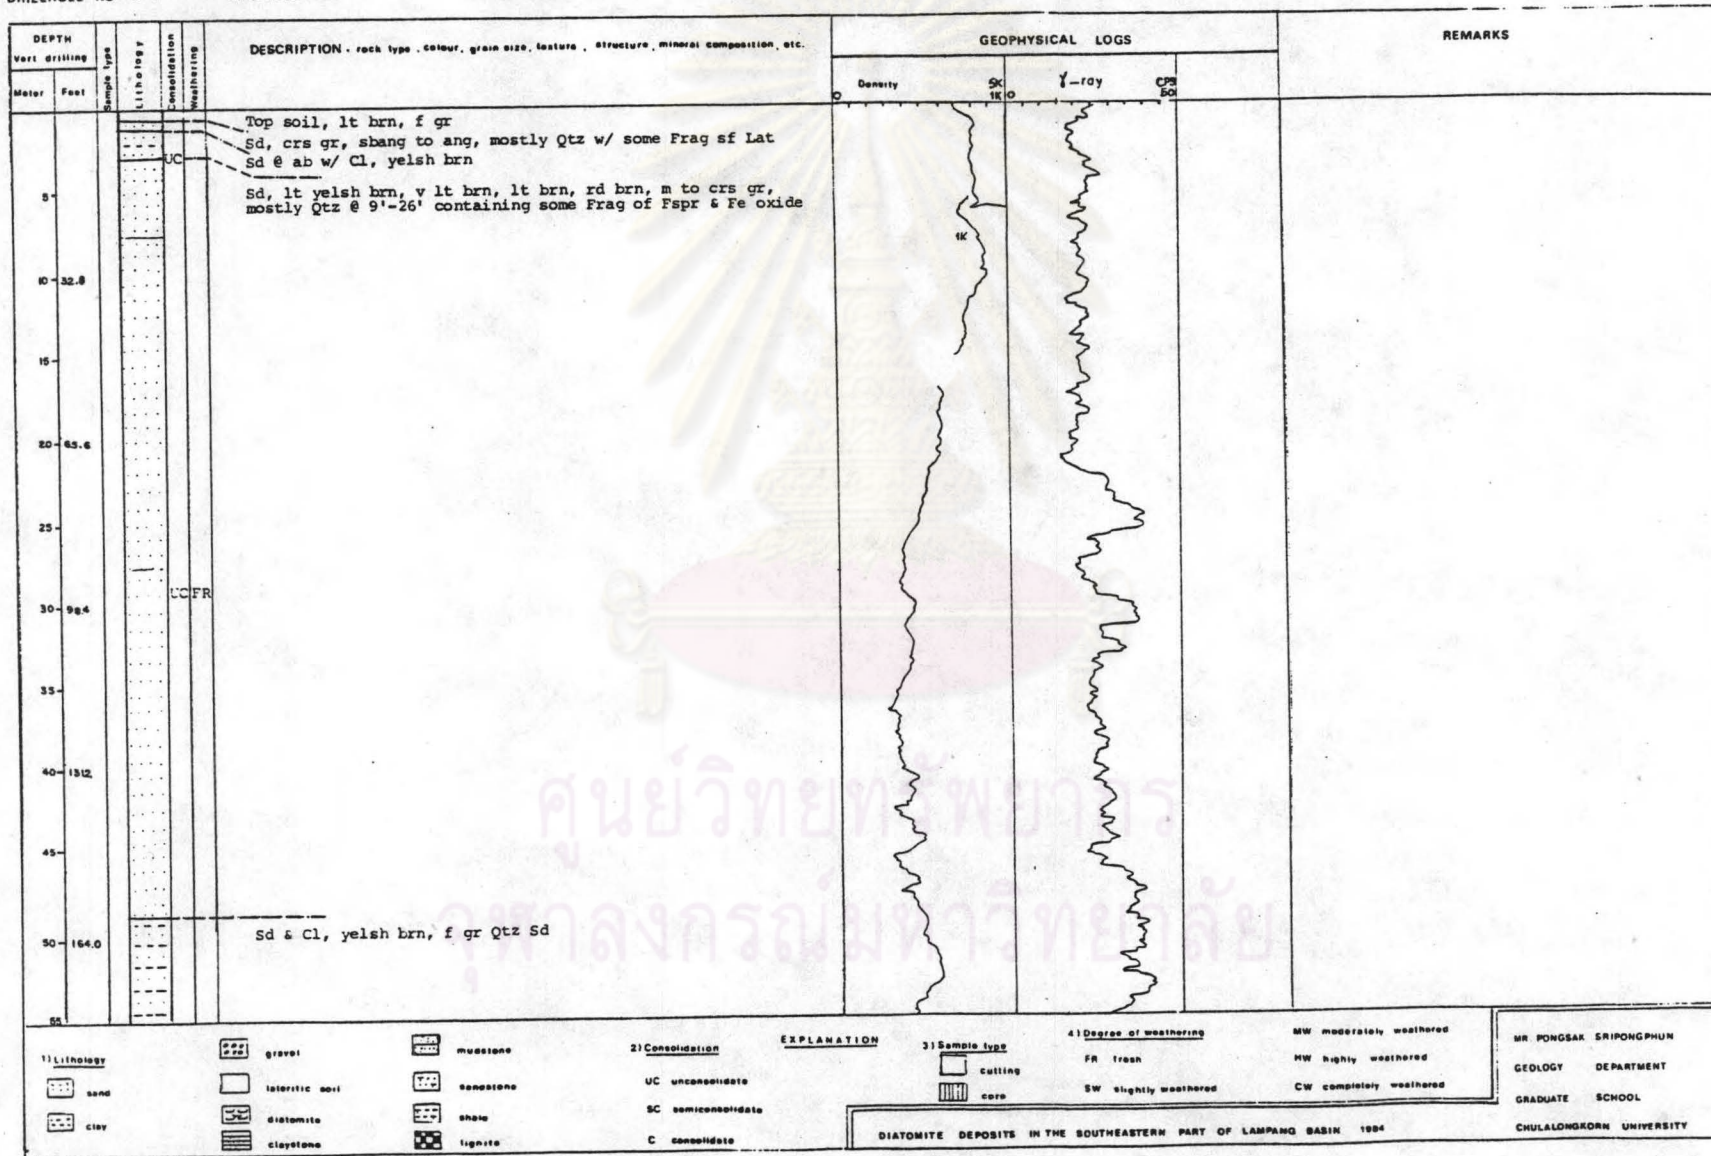 DEPTH
Vert drilling
Meter Feet
Sample type
Lithology
Consolidation
Weathering
DESCRIPTION - rock type, colour, grain size, texture, structure, mineral composition, etc.
GEOPHYSICAL LOGS
REMARKS
Density
0
5K
1K
0
γ-ray
CPS
50
Top soil, lt brn, f gr
Sd, crs gr, sbang to ang, mostly Qtz w/ some Frag sf Lat
Sd @ ab w/ Cl, yelsh brn
UC
Sd, lt yelsh brn, v lt brn, lt brn, rd brn, m to crs gr,
mostly Qtz @ 9'-26' containing some Frag of Fspr & Fe oxide
1K
5
10 32.8
15
20 65.6
25
UC FR
30 98.4
35
40 131.2
45
Sd & Cl, yelsh brn, f gr Qtz Sd
50 164.0
55
ศูนย์วิทยทรัพยากร
จุฬาลงกรณ์มหาวิทยาลัย
EXPLANATION
1) Lithology
sand
clay
gravel
lateritic soil
diatomite
claystone
mudstone
sandstone
shale
lignite
2) Consolidation
UC unconsolidate
SC semiconsolidate
C consolidate
3) Sample type
cutting
core
4) Degree of weathering
FR fresh
SW slightly weathered
MW moderately weathered
HW highly weathered
CW completely weathered
DIATOMITE DEPOSITS IN THE SOUTHEASTERN PART OF LAMPANG BASIN 1984
MR. PONGSAK SRIPONGPHUN
GEOLOGY DEPARTMENT
GRADUATE SCHOOL
CHULALONGKORN UNIVERSITY